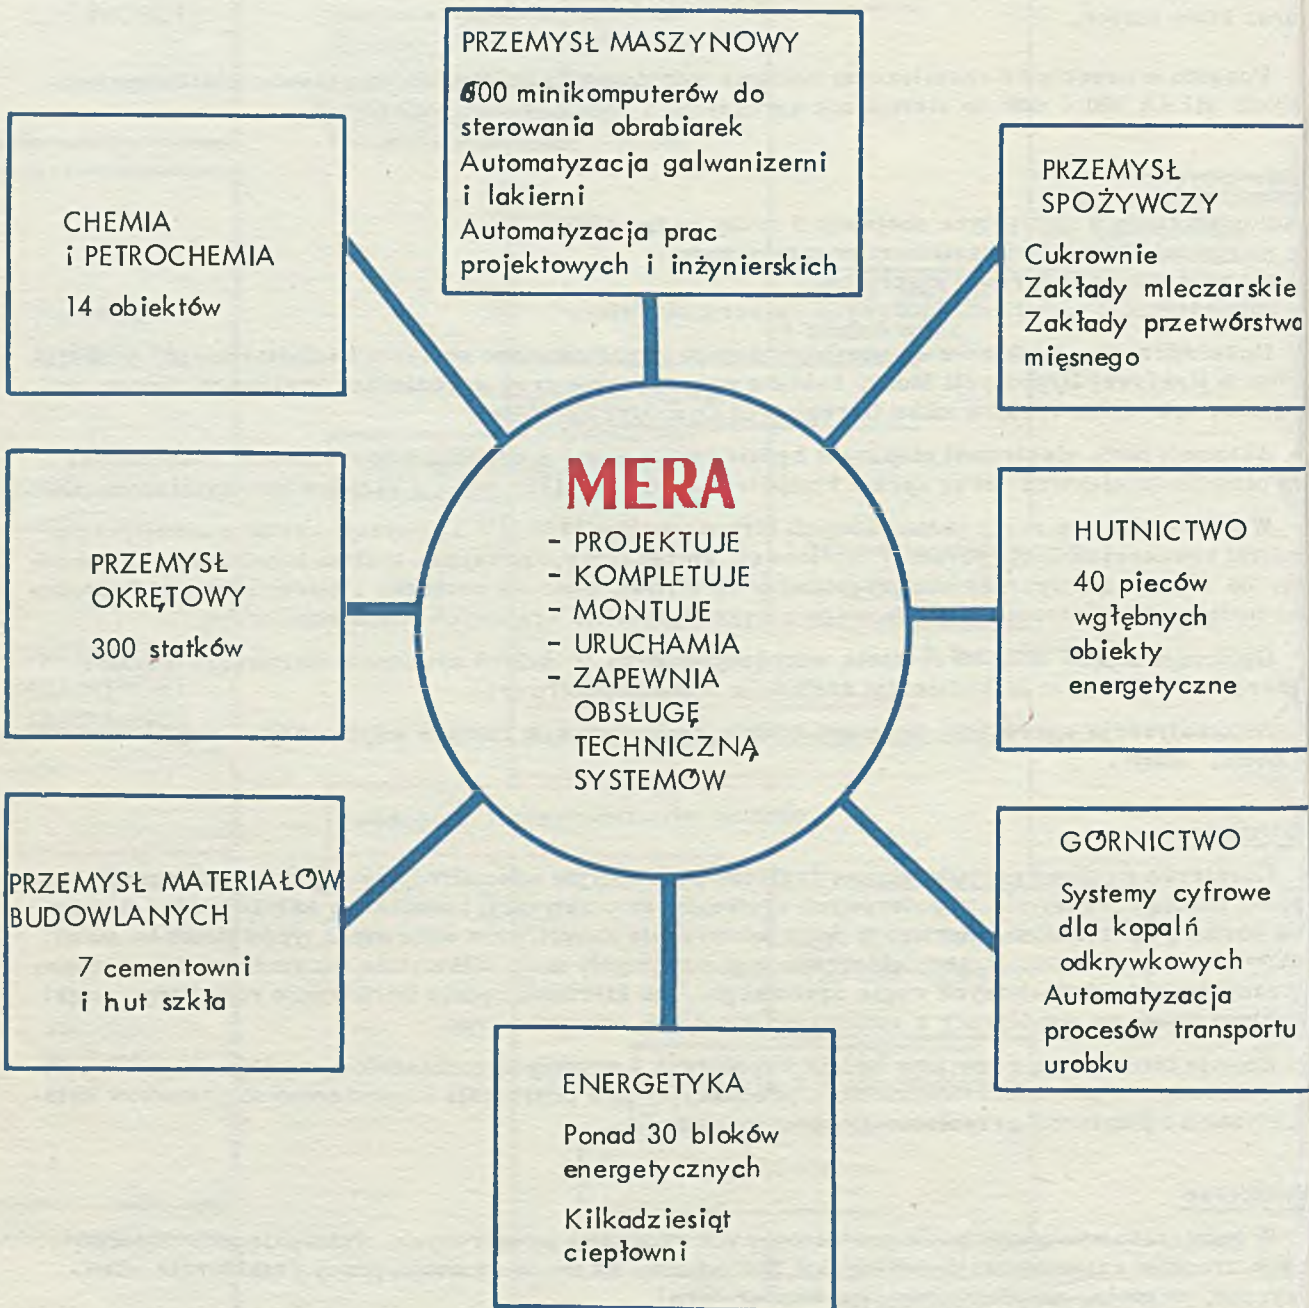 PRZEMYSŁ MASZYNOWY
600 minikomputerów do
sterowania obrabiarek
Automatyzacja galwanizerni
i lakierni
Automatyzacja prac
projektowych i inżynierskich
CHEMIA
i PETROCHEMIA
14 obiektów
PRZEMYSŁ
SPOŻYWCZY
Cukrownie
Zakłady mleczarskie
Zakłady przetwórstwa
mięsnego
MERA
- PROJEKTUJE
- KOMPLETUJE
- MONTUJE
- URUCHAMIA
- ZAPEWNIA
OBSŁUGĘ
TECHNICZNĄ
SYSTEMÓW
PRZEMYSŁ
OKRĘTOWY
300 statków
HUTNICTWO
40 pieców
wgłębnych
obiekty
energetyczne
PRZEMYSŁ MATERIAŁÓW
BUDOWLANYCH
7 cementowni
i hut szkła
GÓRNICTWO
Systemy cyfrowe
dla kopalń
odkrywkowych
Automatyzacja
procesów transportu
urobku
ENERGETYKA
Ponad 30 bloków
energetycznych
Kilkadziesiąt
ciepłowni